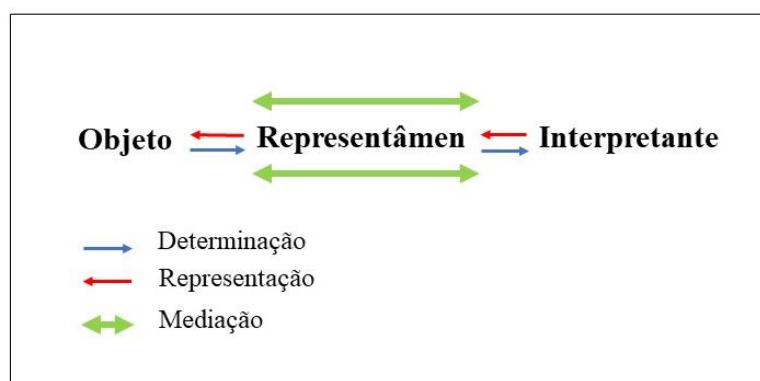 Objeto Representâmen Interpretante
Determinação
Representação
Mediação